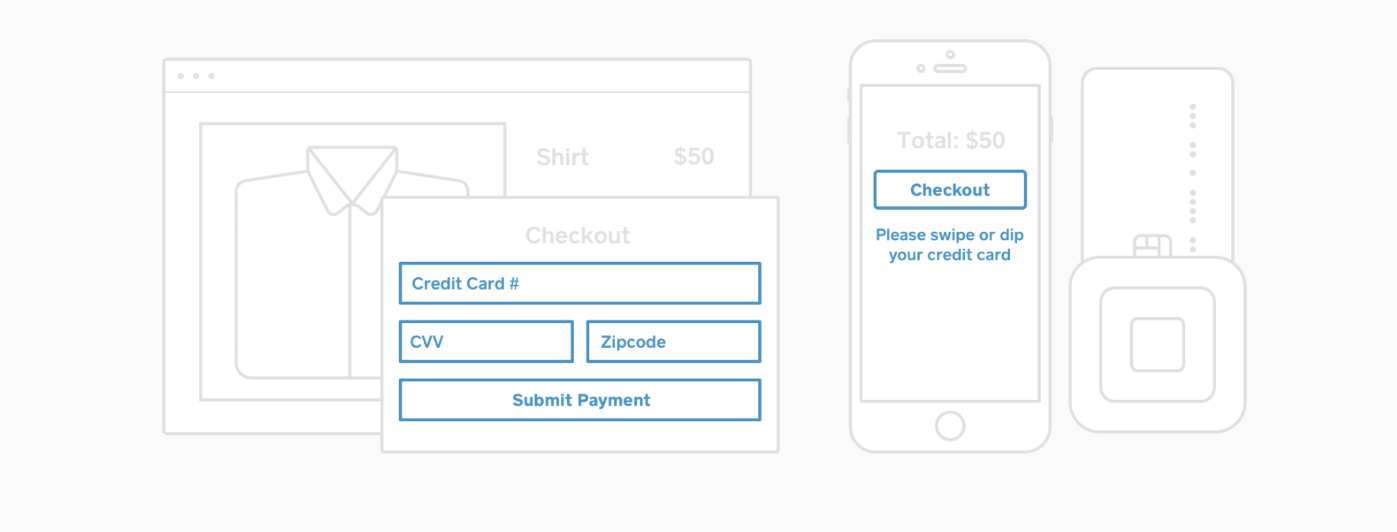 Shirt
$50
Checkout
Credit Card #
CVV
Zipcode
Submit Payment
Total: $50
Checkout
Please swipe or dip
your credit card